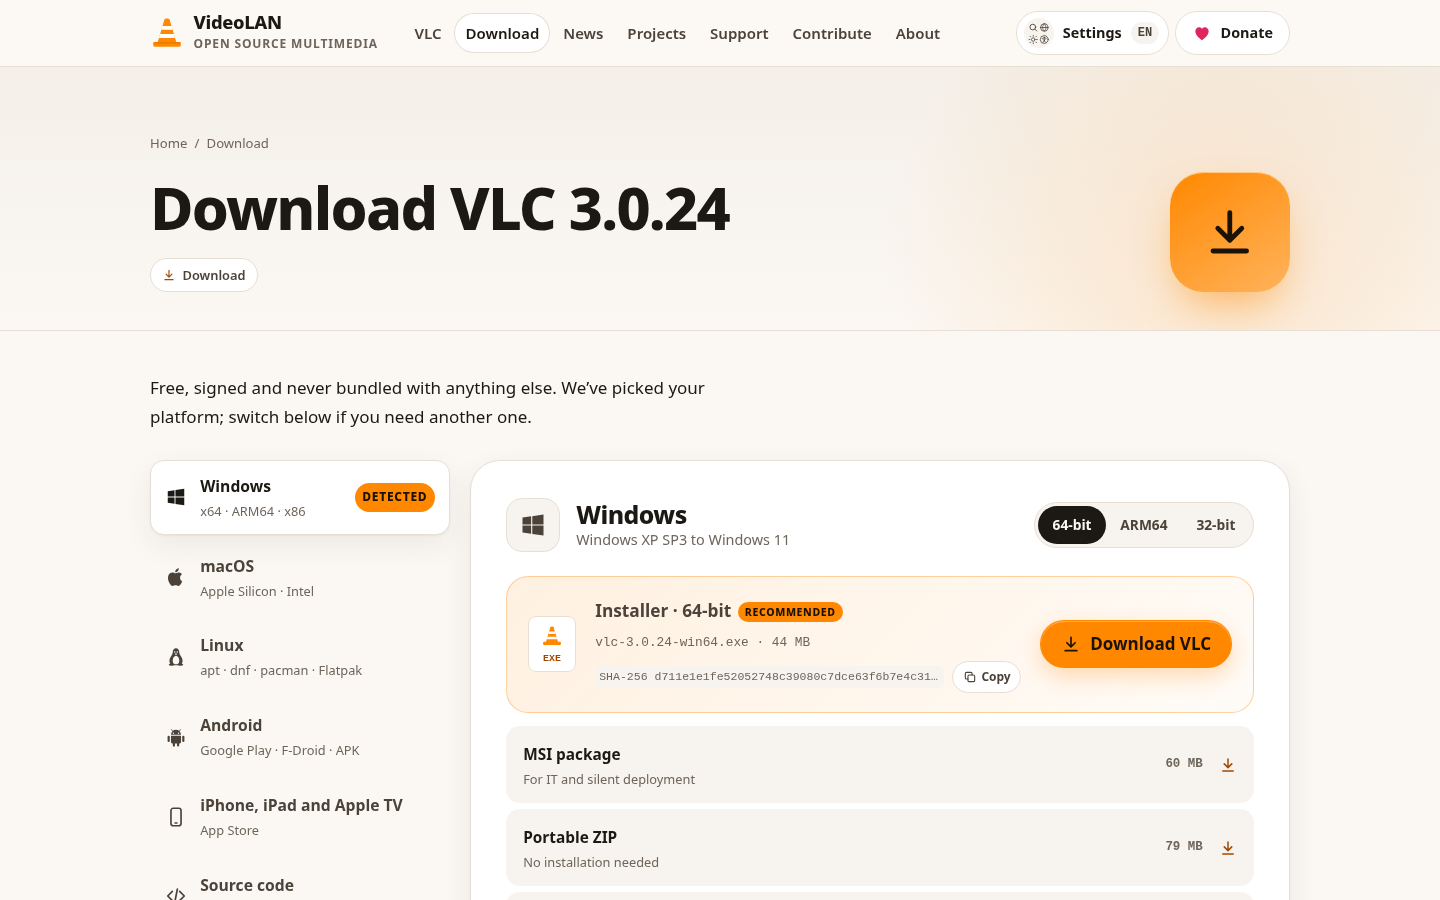 VideoLAN
OPEN SOURCE MULTIMEDIA
VLC
Download
News
Projects
Support
Contribute
About
Settings
EN
Donate
Home / Download
Download VLC 3.0.24
Download
Free, signed and never bundled with anything else. We’ve picked your
platform; switch below if you need another one.
Windows
x64 · ARM64 · x86
DETECTED
macOS
Apple Silicon · Intel
Linux
apt · dnf · pacman · Flatpak
Android
Google Play · F-Droid · APK
iPhone, iPad and Apple TV
App Store
Source code
Windows
Windows XP SP3 to Windows 11
64-bit
ARM64
32-bit
EXE
Installer · 64-bit RECOMMENDED
vlc-3.0.24-win64.exe · 44 MB
SHA-256 d711e1e1fe52052748c39080c7dce63f6b7e4c31…
Copy
Download VLC
MSI package
For IT and silent deployment
60 MB
Portable ZIP
No installation needed
79 MB